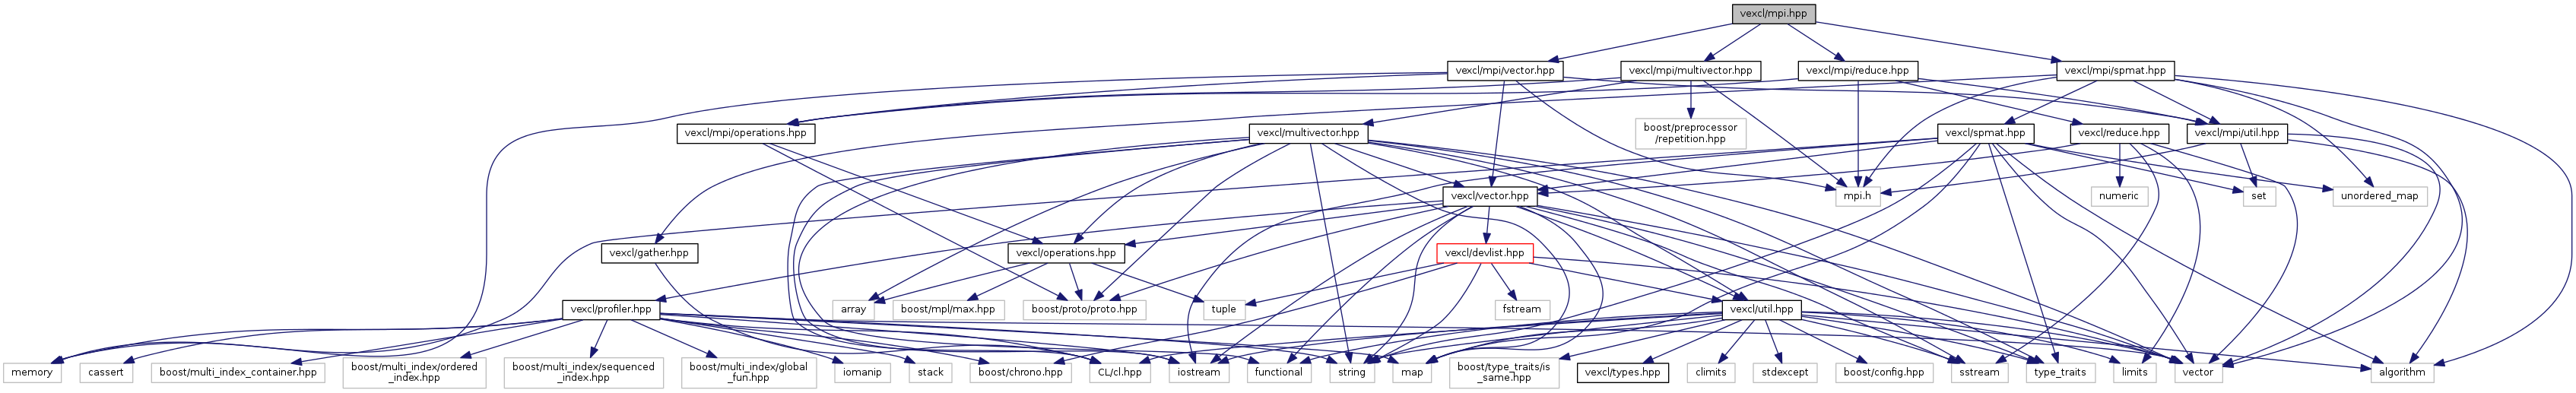 vexcl/mpi.hpp
vexcl/mpi/vector.hpp
vexcl/mpi/multivector.hpp
vexcl/mpi/reduce.hpp
vexcl/mpi/spmat.hpp
vexcl/mpi/operations.hpp
vexcl/multivector.hpp
boost/preprocessor
/repetition.hpp
vexcl/spmat.hpp
vexcl/reduce.hpp
vexcl/mpi/util.hpp
vexcl/vector.hpp
mpi.h
numeric
set
unordered_map
vexcl/gather.hpp
vexcl/operations.hpp
vexcl/devlist.hpp
vexcl/profiler.hpp
array
boost/mpl/max.hpp
boost/proto/proto.hpp
tuple
fstream
vexcl/util.hpp
memory
cassert
boost/multi_index_container.hpp
boost/multi_index/ordered
_index.hpp
boost/multi_index/sequenced
_index.hpp
boost/multi_index/global
_fun.hpp
iomanip
stack
boost/chrono.hpp
CL/cl.hpp
iostream
functional
string
map
boost/type_traits/is
_same.hpp
vexcl/types.hpp
climits
stdexcept
boost/config.hpp
sstream
type_traits
limits
vector
algorithm